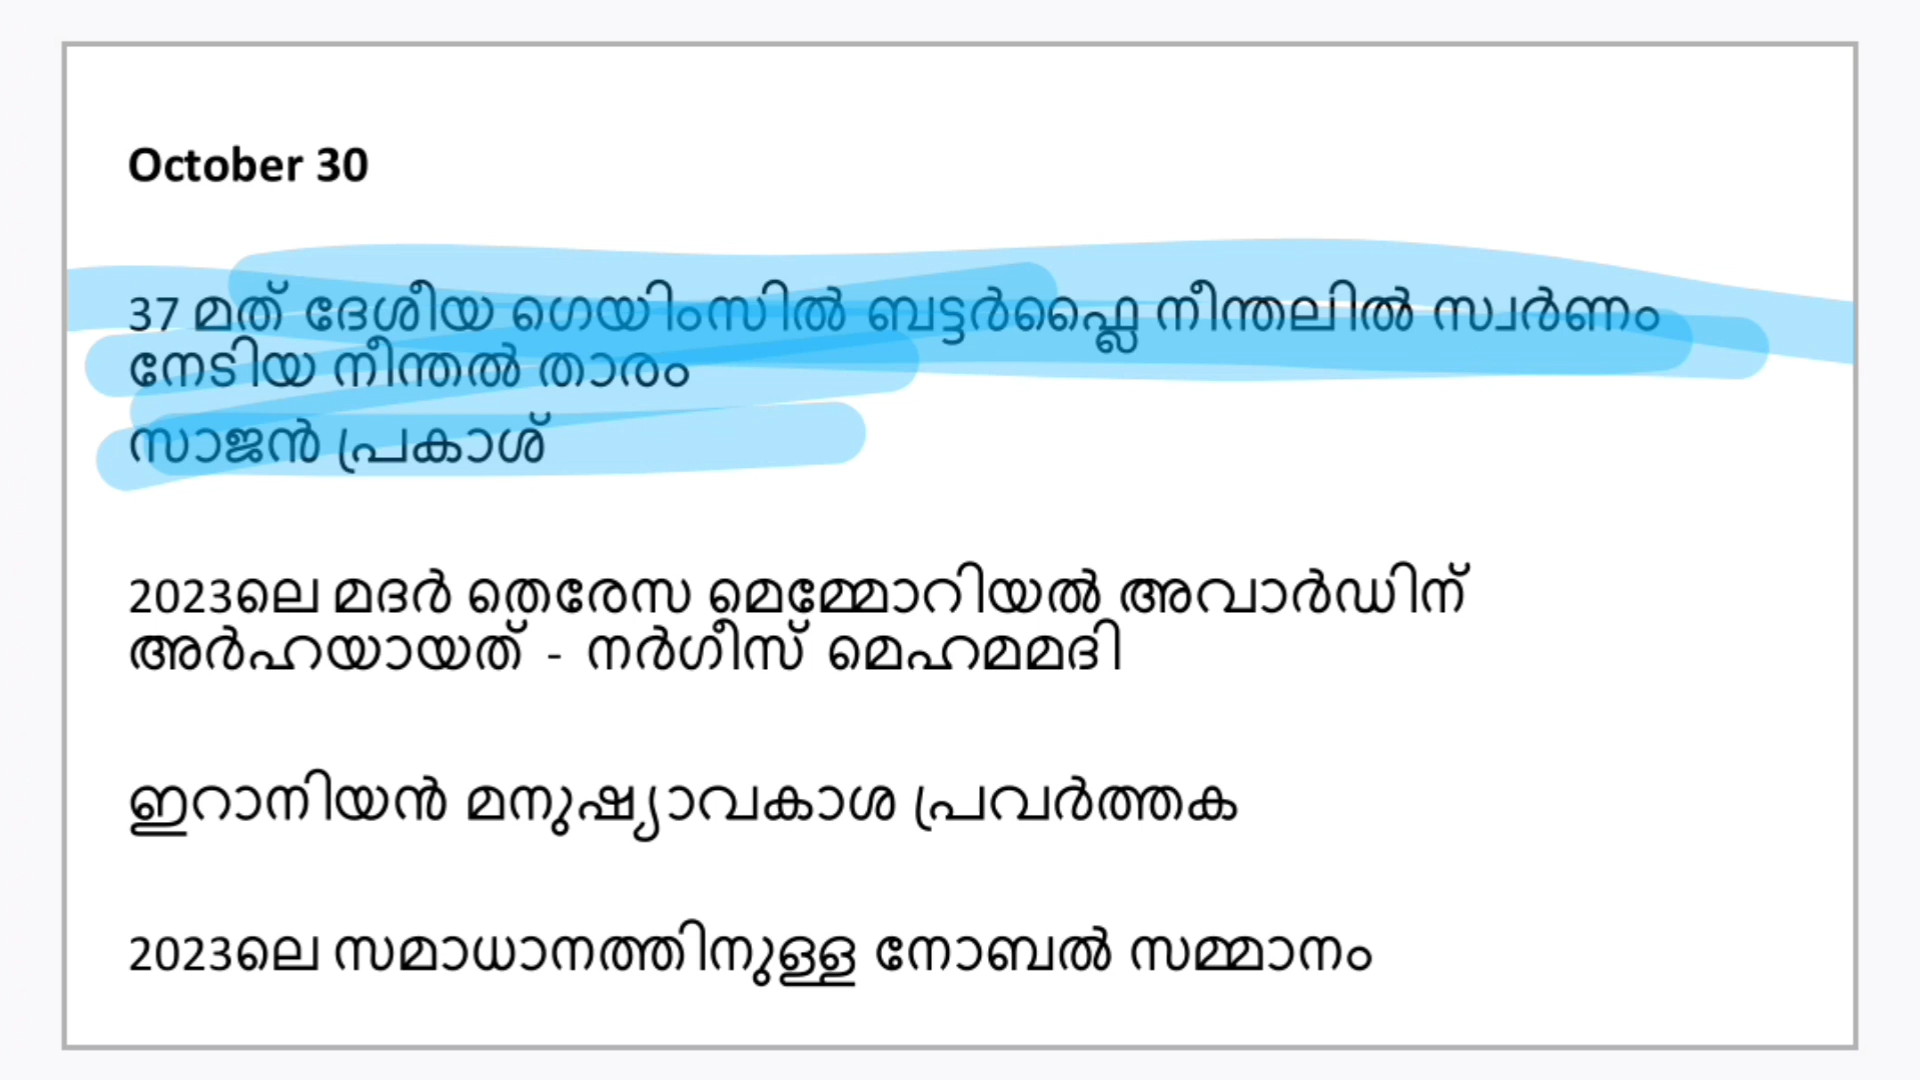 October 30
37 മത് ദേശീയ ഗെയിംസിൽ ബട്ടർഫ്ലൈ നീന്തലിൽ സ്വർണം
നേടിയ നീന്തൽ താരം
സാജൻ പ്രകാശ്
2023ലെ മദർ തെരേസ മെമ്മോറിയൽ അവാർഡിന്
അർഹയായത് - നർഗീസ് മെഹമമദി
ഇറാനിയൻ മനുഷ്യാവകാശ പ്രവർത്തക
2023ലെ സമാധാനത്തിനുള്ള നോബൽ സമ്മാനം